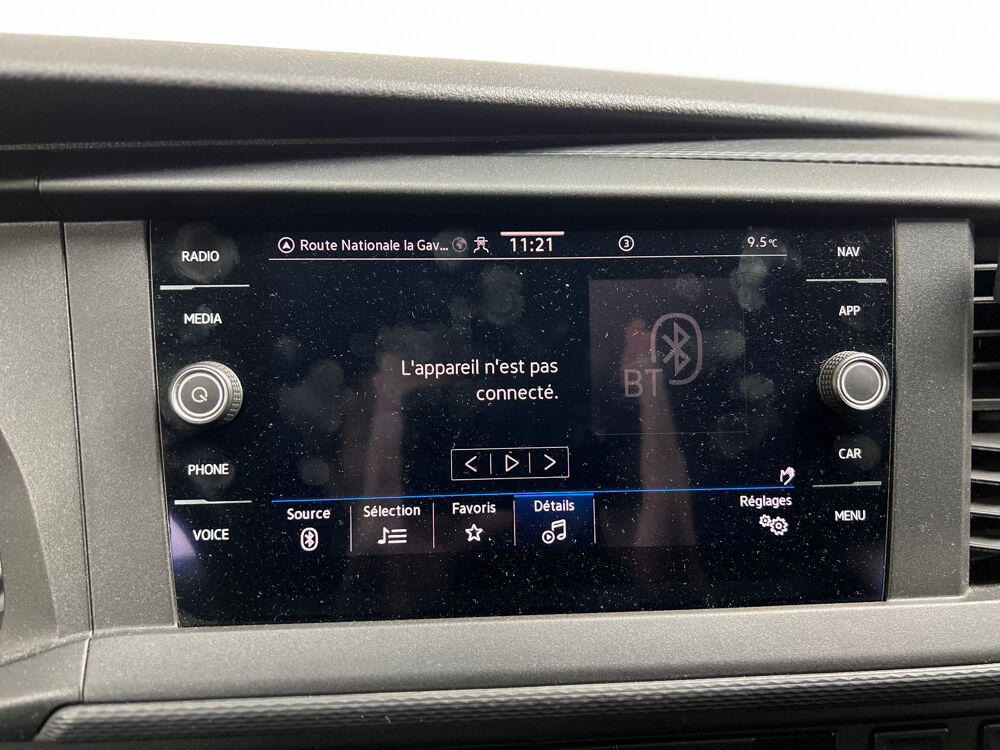 RADIO
MEDIA
PHONE
VOICE
Route Nationale la Gav...
11:21
3
9.5°C
L'appareil n'est pas
connecté.
BT
Source
Sélection
Favoris
Détails
Réglages
NAV
APP
CAR
MENU